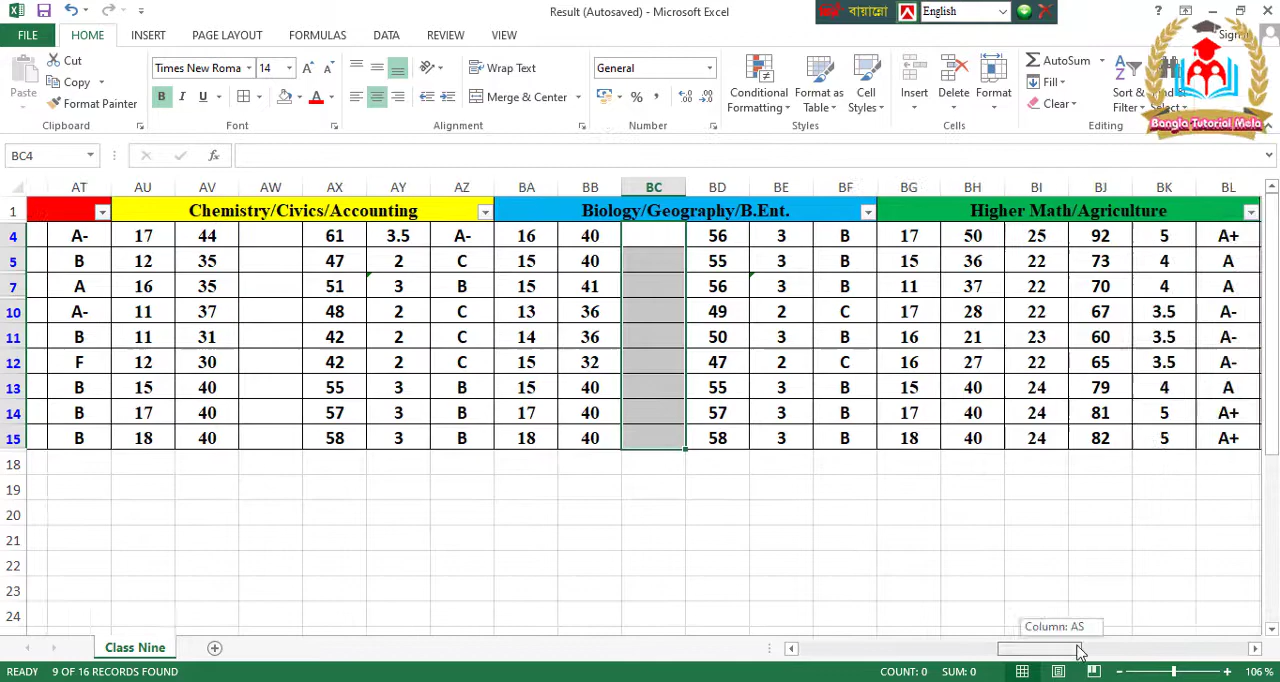 Result (Autosaved) - Microsoft Excel
বায়ান্নো
English
?
FILE HOME INSERT PAGE LAYOUT FORMULAS DATA REVIEW VIEW
Sign
Paste
Cut
Copy
Format Painter
Clipboard
Times New Roma 14
B I U
Font
Wrap Text
Merge & Center
Alignment
General
%
Number
Conditional Formatting
Format as Table
Cell Styles
Styles
Insert Delete Format
Cells
AutoSum
Fill
Clear
Sort & Filter
Select
Editing
Bangla Tutorial Mela
BC4
fx
AT AU AV AW AX AY AZ BA BB BC BD BE BF BG BH BI BJ BK BL
1 Chemistry/Civics/Accounting Biology/Geography/B.Ent. Higher Math/Agriculture
4 A- 17 44 61 3.5 A- 16 40 56 3 B 17 50 25 92 5 A+
5 B 12 35 47 2 C 15 40 55 3 B 15 36 22 73 4 A
7 A 16 35 51 3 B 15 41 56 3 B 11 37 22 70 4 A
10 A- 11 37 48 2 C 13 36 49 2 C 17 28 22 67 3.5 A-
11 B 11 31 42 2 C 14 36 50 3 B 16 21 23 60 3.5 A-
12 F 12 30 42 2 C 15 32 47 2 C 16 27 22 65 3.5 A-
13 B 15 40 55 3 B 15 40 55 3 B 15 40 24 79 4 A
14 B 17 40 57 3 B 17 40 57 3 B 17 40 24 81 5 A+
15 B 18 40 58 3 B 18 40 58 3 B 18 40 24 82 5 A+
18
19
20
21
22
23
24
Column: AS
Class Nine
READY 9 OF 16 RECORDS FOUND COUNT: 0 SUM: 0 106 %